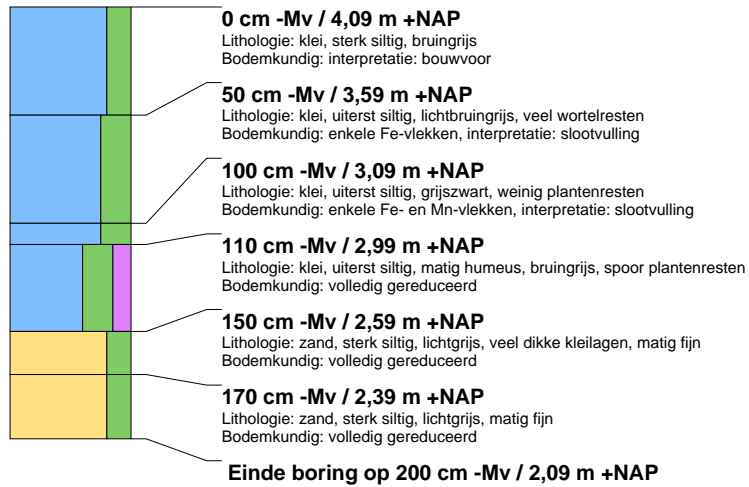 0 cm -Mv / 4,09 m +NAP
Lithologie: klei, sterk siltig, bruingrijs
Bodemkundig: interpretatie: bouwvoor
50 cm -Mv / 3,59 m +NAP
Lithologie: klei, uiterst siltig, lichtbruingrijs, veel wortelresten
Bodemkundig: enkele Fe-vlekken, interpretatie: slootvulling
100 cm -Mv / 3,09 m +NAP
Lithologie: klei, uiterst siltig, grijszwart, weinig plantenresten
Bodemkundig: enkele Fe- en Mn-vlekken, interpretatie: slootvulling
110 cm -Mv / 2,99 m +NAP
Lithologie: klei, uiterst siltig, matig humeus, bruingrijs, spoor plantenresten
Bodemkundig: volledig gereduceerd
150 cm -Mv / 2,59 m +NAP
Lithologie: zand, sterk siltig, lichtgrijs, veel dikke kleilagen, matig fijn
Bodemkundig: volledig gereduceerd
170 cm -Mv / 2,39 m +NAP
Lithologie: zand, sterk siltig, lichtgrijs, matig fijn
Bodemkundig: volledig gereduceerd
Einde boring op 200 cm -Mv / 2,09 m +NAP